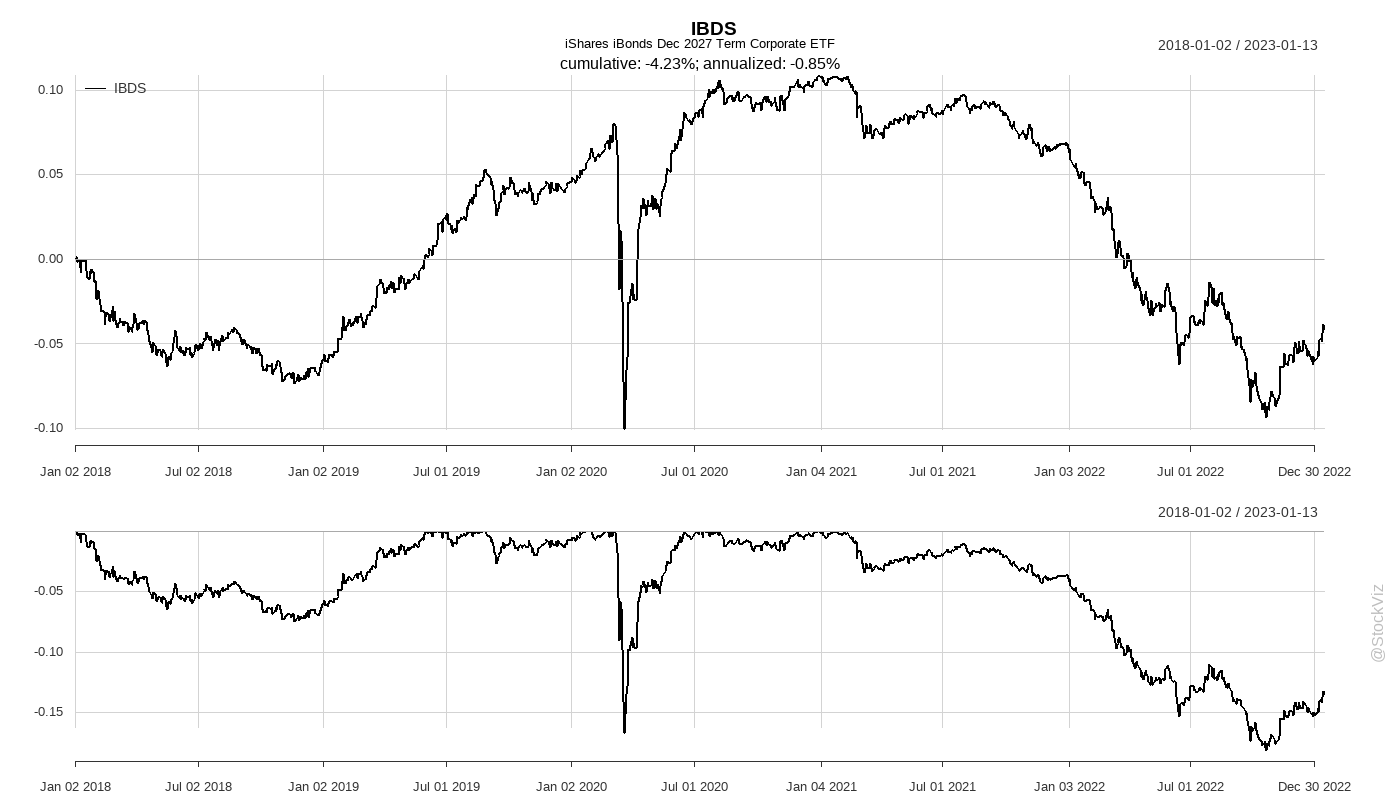 IBDS
iShares iBonds Dec 2027 Term Corporate ETF
2018-01-02 / 2023-01-13
cumulative: -4.23%; annualized: -0.85%
IBDS
0.10
0.05
0.00
-0.05
-0.10
Jan 02 2018 Jul 02 2018 Jan 02 2019 Jul 01 2019 Jan 02 2020 Jul 01 2020 Jan 04 2021 Jul 01 2021 Jan 03 2022 Jul 01 2022 Dec 30 2022
2018-01-02 / 2023-01-13
-0.05
-0.10
-0.15
Jan 02 2018 Jul 02 2018 Jan 02 2019 Jul 01 2019 Jan 02 2020 Jul 01 2020 Jan 04 2021 Jul 01 2021 Jan 03 2022 Jul 01 2022 Dec 30 2022
@StockViz